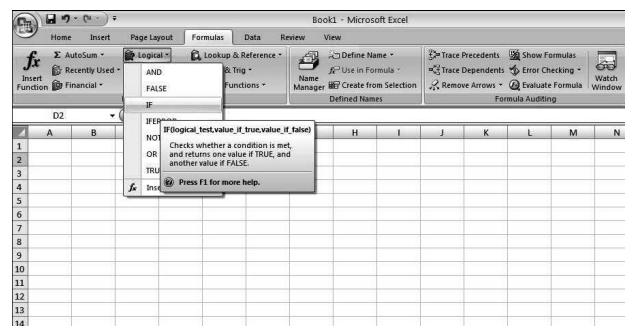 Book1 - Microsoft Excel
Home Insert Page Layout Formulas Data Review View
fx Insert Function
Σ AutoSum
Recently Used
Financial
Logical
Lookup & Reference
& Trig
Functions
Name Manager
Define Name
Use in Formula
Create from Selection
Defined Names
Trace Precedents
Trace Dependents
Remove Arrows
Show Formulas
Error Checking
Evaluate Formula
Formula Auditing
Watch Window
AND
FALSE
IF
IFERROR
NOT
OR
TRU
fx Inse
IF(logical_test,value_if_true,value_if_false)
Checks whether a condition is met,
and returns one value if TRUE, and
another value if FALSE.
Press F1 for more help.
D2
A B H I J K L M N
1
2
3
4
5
6
7
8
9
10
11
12
13
14